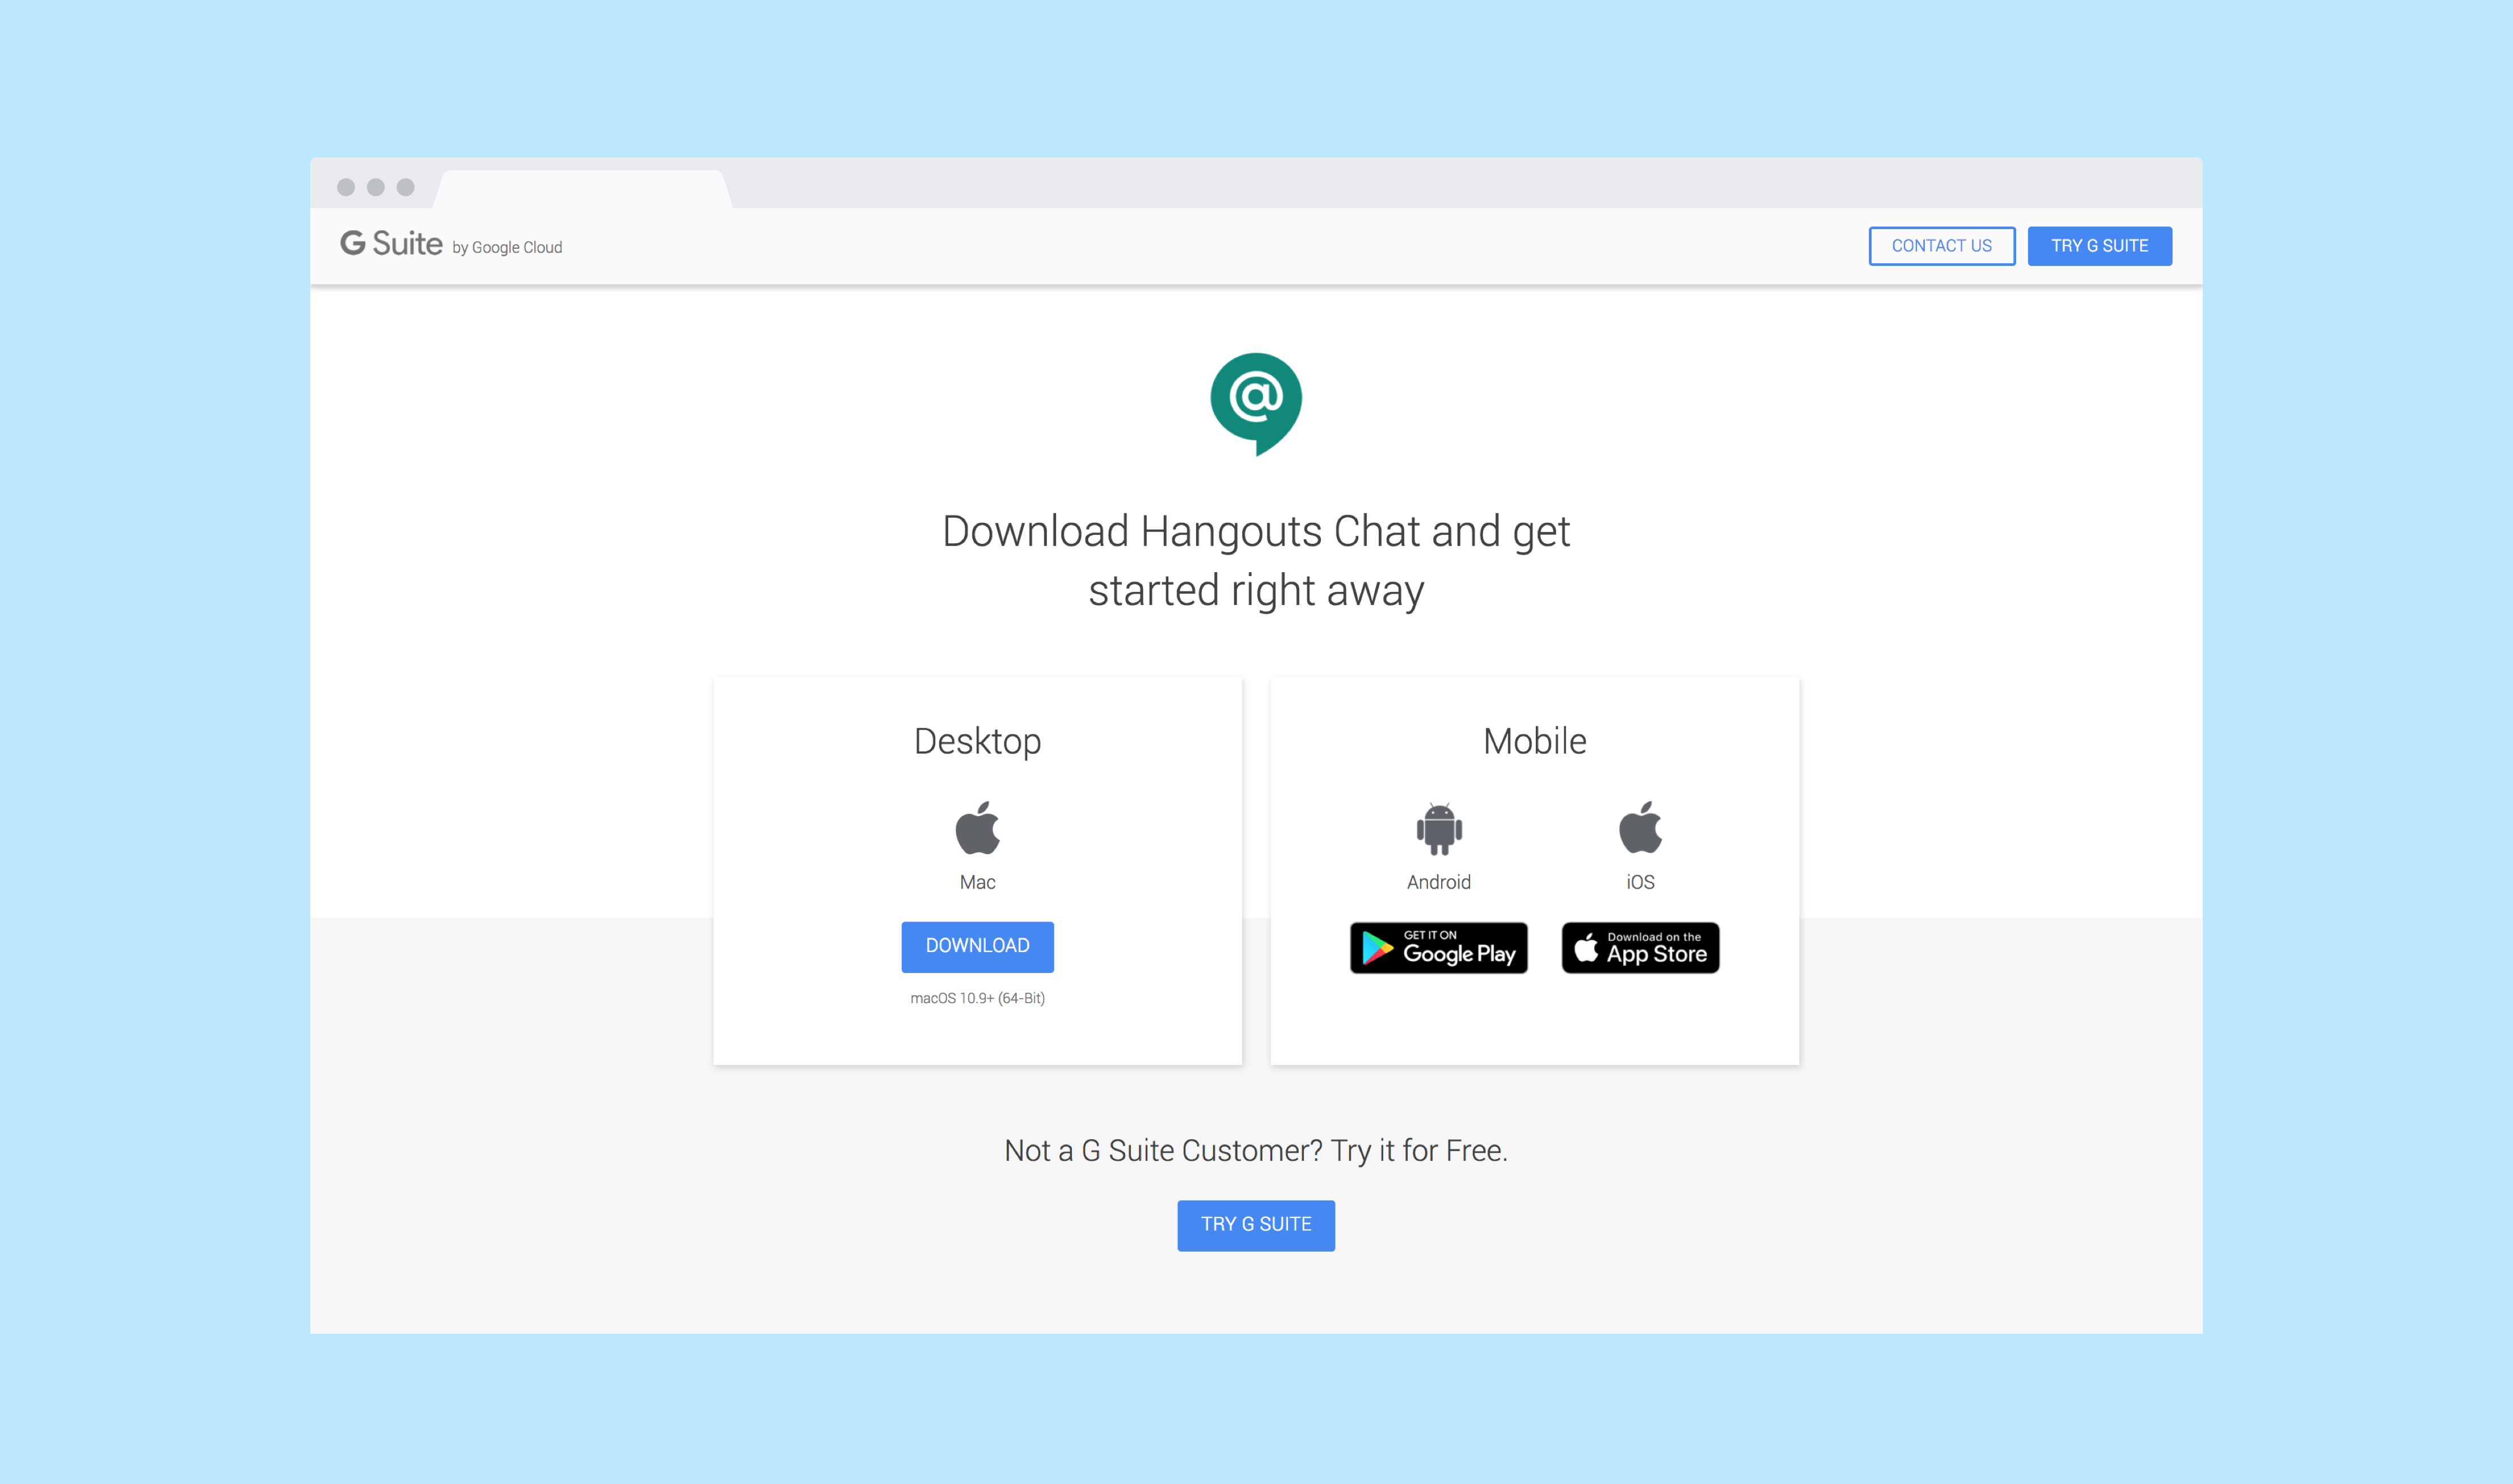 G Suite by Google Cloud
CONTACT US
TRY G SUITE
@
Download Hangouts Chat and get
started right away
Desktop
Mac
DOWNLOAD
macOS 10.9+ (64-Bit)
Mobile
Android
GET IT ON
Google Play
iOS
Download on the
App Store
Not a G Suite Customer? Try it for Free.
TRY G SUITE